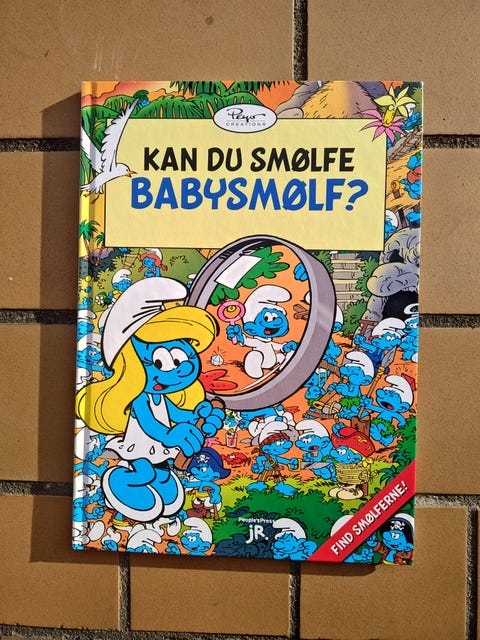 Peyo
CREATIONS
KAN DU SMØLFE
BABYSMØLF?
People'sPress
JR.
FIND SMØLFERNE!